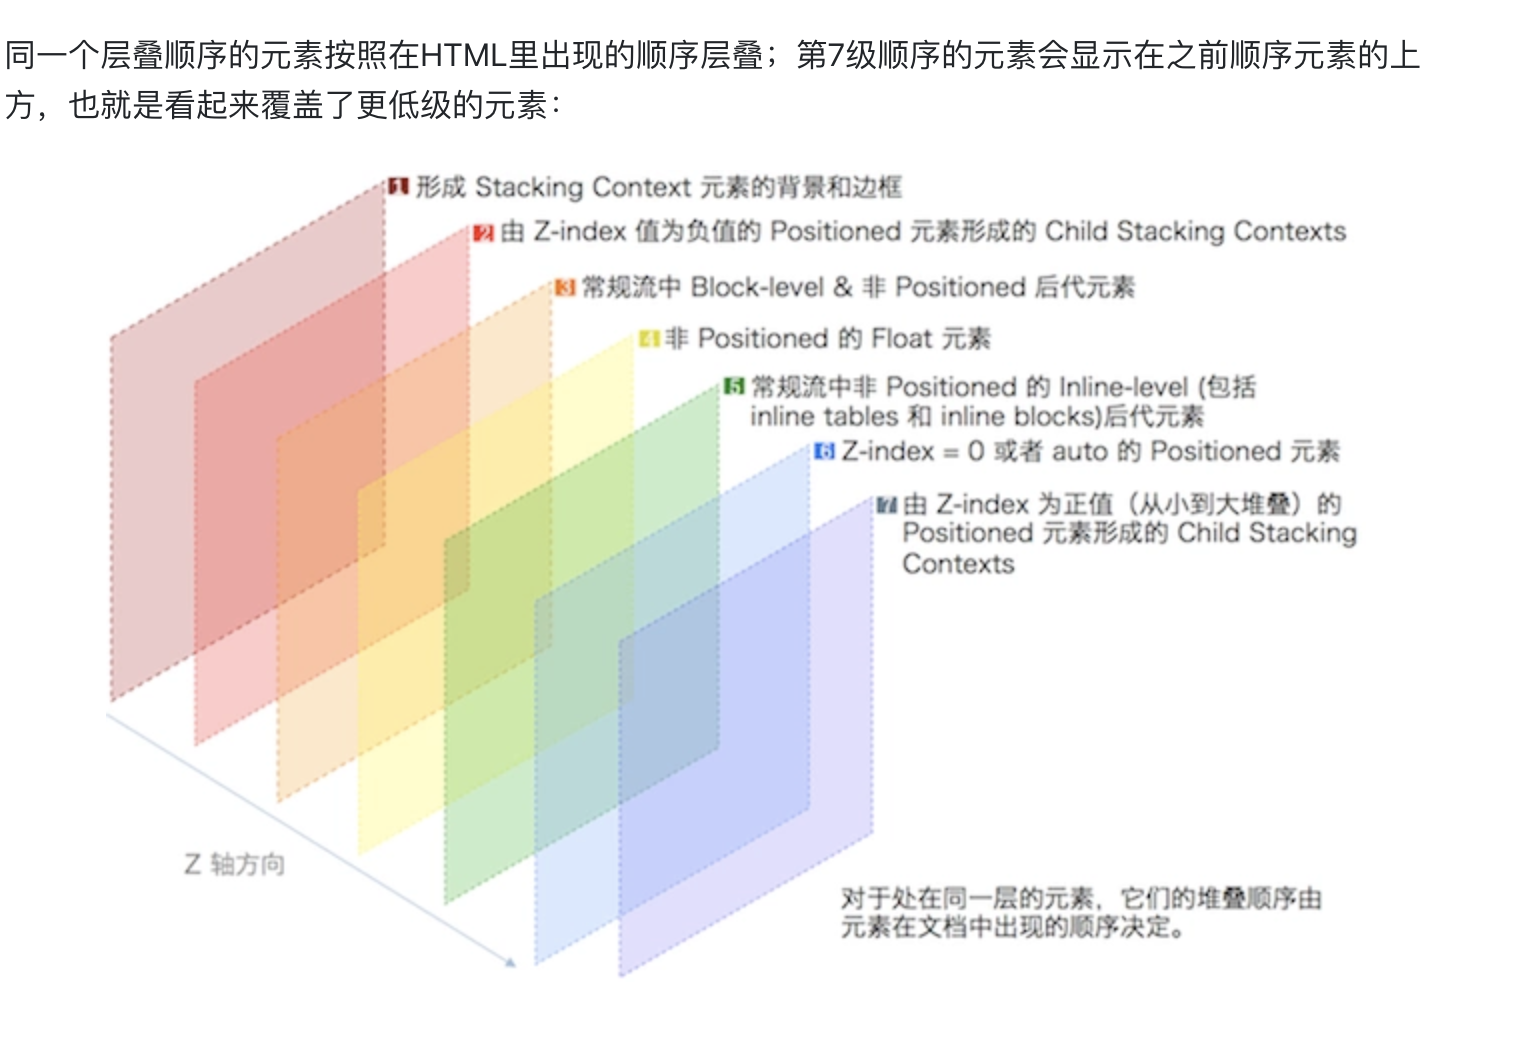 同一个层叠顺序的元素按照在HTML里出现的顺序层叠；第7级顺序的元素会显示在之前顺序元素的上
方，也就是看起来覆盖了更低级的元素：
1 形成 Stacking Context 元素的背景和边框
2 由 Z-index 值为负值的 Positioned 元素形成的 Child Stacking Contexts
3 常规流中 Block-level & 非 Positioned 后代元素
4 非 Positioned 的 Float 元素
5 常规流中非 Positioned 的 Inline-level (包括
inline tables 和 inline blocks)后代元素
6 Z-index = 0 或者 auto 的 Positioned 元素
7 由 Z-index 为正值（从小到大堆叠）的
Positioned 元素形成的 Child Stacking
Contexts
Z 轴方向
对于处在同一层的元素，它们的堆叠顺序由
元素在文档中出现的顺序决定。